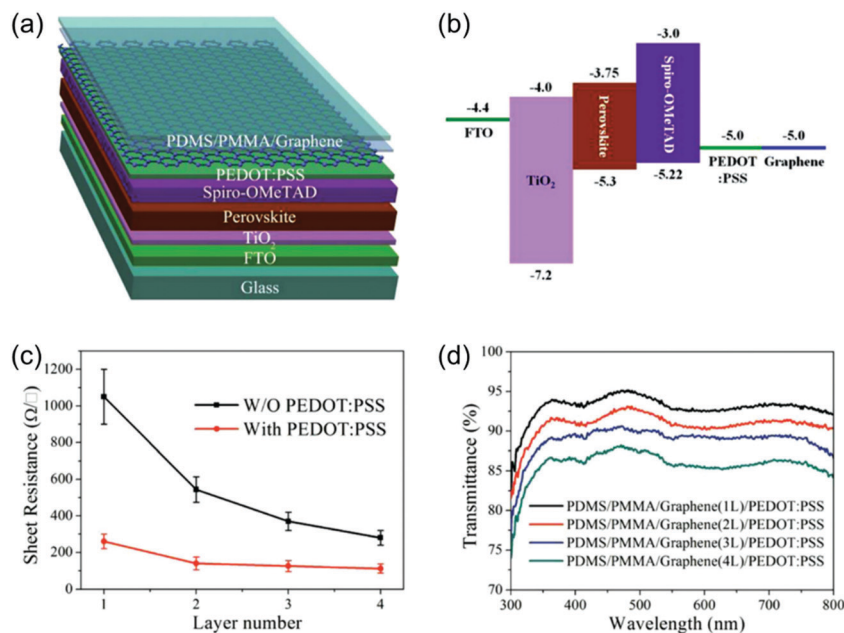 (a)
PDMS/PMMA/Graphene
PEDOT:PSS
Spiro-OMeTAD
Perovskite
TiO₂
FTO
Glass
(b)
-3.0
-3.75
-4.0
-4.4
FTO
TiO₂
Perovskite
Spiro-OMeTAD
-5.0
-5.0
PEDOT
:PSS
Graphene
-5.22
-5.3
-7.2
(c)
Sheet Resistance (Ω/□)
1200
1000
800
600
400
200
0
W/O PEDOT:PSS
With PEDOT:PSS
1 2 3 4
Layer number
(d)
Transmittance (%)
100
95
90
85
80
75
70
PDMS/PMMA/Graphene(1L)/PEDOT:PSS
PDMS/PMMA/Graphene(2L)/PEDOT:PSS
PDMS/PMMA/Graphene(3L)/PEDOT:PSS
PDMS/PMMA/Graphene(4L)/PEDOT:PSS
300 400 500 600 700 800
Wavelength (nm)